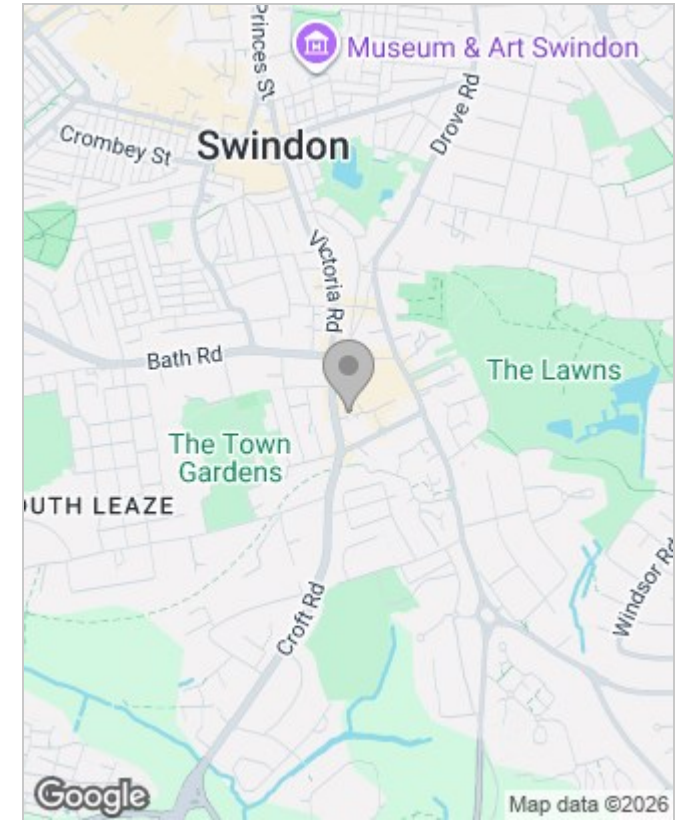 Princes St
Museum & Art Swindon
Drove Rd
Crombey St
Swindon
Victoria Rd
Bath Rd
The Lawns
The Town
Gardens
OUTH LEAZE
Windsor Rd
Croft Rd
Google
Map data ©2026